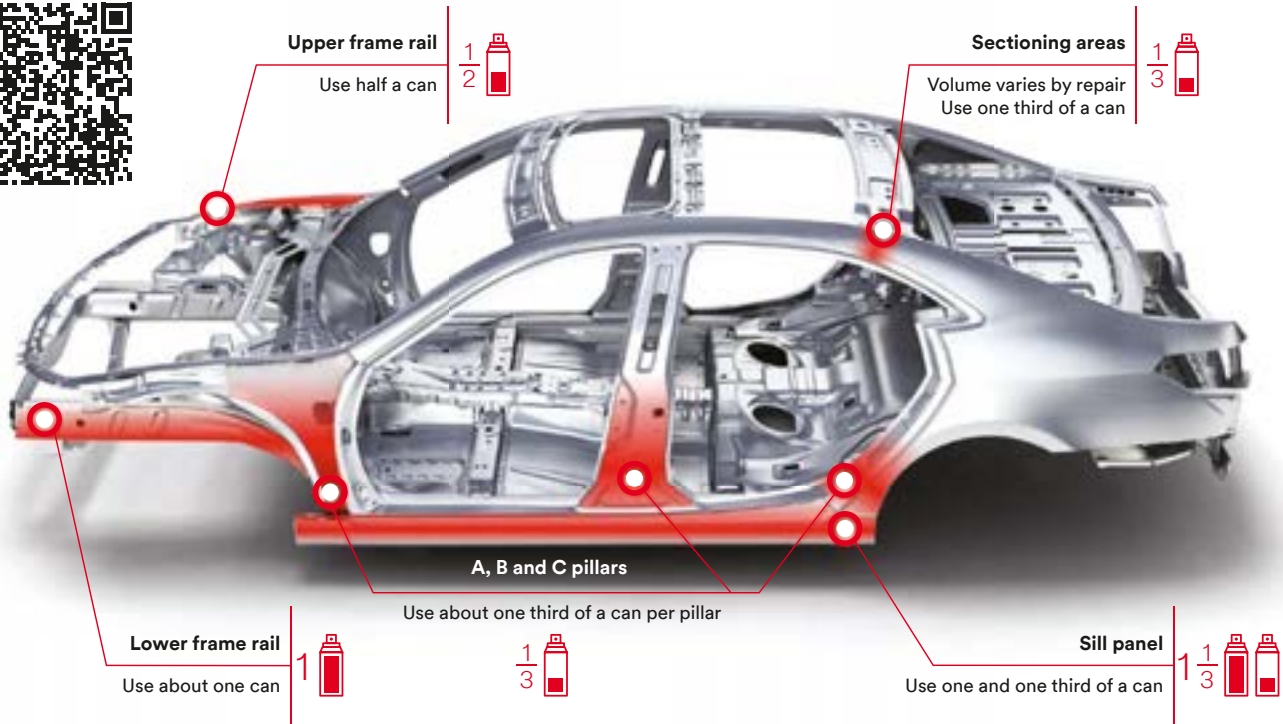 Upper frame rail
Use half a can
1
2
Sectioning areas
Volume varies by repair
Use one third of a can
1
3
A, B and C pillars
Use about one third of a can per pillar
1
3
Lower frame rail
Use about one can
1
Sill panel
Use one and one third of a can
1 1
3